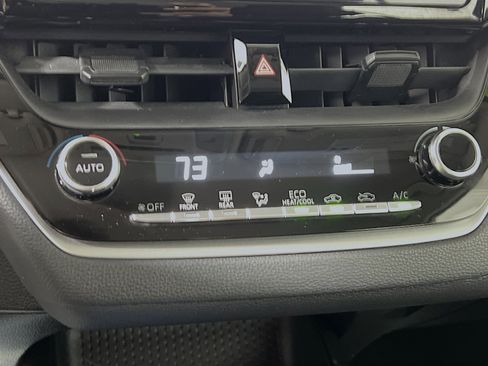 73
AUTO
OFF
FRONT
REAR
ECO
HEAT/COOL
A/C